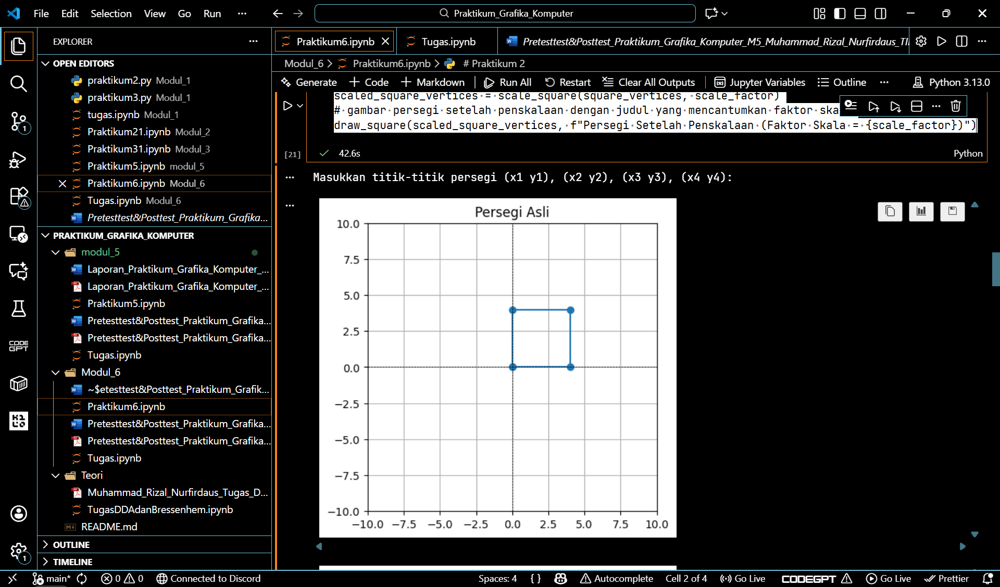 File Edit Selection View Go Run ··· Praktikum_Grafika_Komputer
EXPLORER ···
OPEN EDITORS
praktikum2.py Modul_1
praktikum3.py Modul_1
tugas.ipynb Modul_1
Praktikum21.ipynb Modul_2
Praktikum31.ipynb Modul_3
Praktikum5.ipynb modul_5
Praktikum6.ipynb Modul_6
Tugas.ipynb Modul_6
Pretesttest&Posttest_Praktikum_Grafika...
PRAKTIKUM_GRAFIKA_KOMPUTER
modul_5
Laporan_Praktikum_Grafika_Komputer_...
Laporan_Praktikum_Grafika_Komputer_...
Praktikum5.ipynb
Pretesttest&Posttest_Praktikum_Grafika...
Pretesttest&Posttest_Praktikum_Grafika...
Tugas.ipynb
Modul_6
~$etesttest&Posttest_Praktikum_Grafik...
Praktikum6.ipynb
Pretesttest&Posttest_Praktikum_Grafika...
Pretesttest&Posttest_Praktikum_Grafika...
Tugas.ipynb
Teori
Muhammad_Rizal_Nurfirdaus_Tugas_D...
TugasDDAdanBressenhem.ipynb
README.md
OUTLINE
TIMELINE
1
CODE GPT
1
Praktikum6.ipynb Tugas.ipynb Pretesttest&Posttest_Praktikum_Grafika_Komputer_M5_Muhammad_Rizal_Nurfirdaus_TI
Modul_6 > Praktikum6.ipynb > # Praktikum 2
Generate + Code + Markdown Run All Restart Clear All Outputs Jupyter Variables Outline ··· Python 3.13.0
scaled_square_vertices = scale_square(square_vertices, scale_factor)
# gambar persegi setelah penskalaan dengan judul yang mencantumkan faktor ska
draw_square(scaled_square_vertices, f"Persegi Setelah Penskalaan (Faktor Skala = {scale_factor})")
[21] 42.6s Python
Masukkan titik-titik persegi (x1 y1), (x2 y2), (x3 y3), (x4 y4):
Persegi Asli
10.0
7.5
5.0
2.5
0.0
−2.5
−5.0
−7.5
−10.0
−10.0 −7.5 −5.0 −2.5 0.0 2.5 5.0 7.5 10.0
main* 0 0 Connected to Discord Spaces: 4 { } Autocomplete Cell 2 of 4 Go Live CODEGPT Go Live Prettier